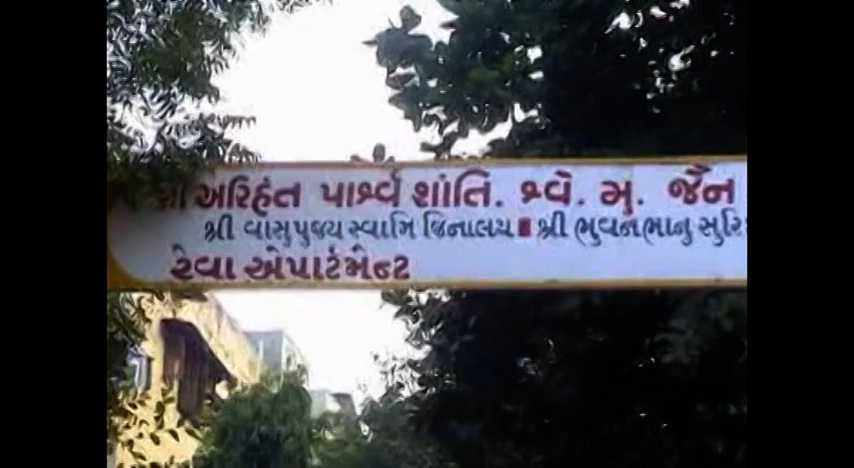 શ્રી અરિહંત પાર્શ્વ શાંતિ. શ્વે. મુ. જૈન
શ્રી વાસુપુજ્ય સ્વામિ જિનાલય શ્રી ભુવનભાનુ સુરિ
રેવા એપાર્ટમેન્ટ